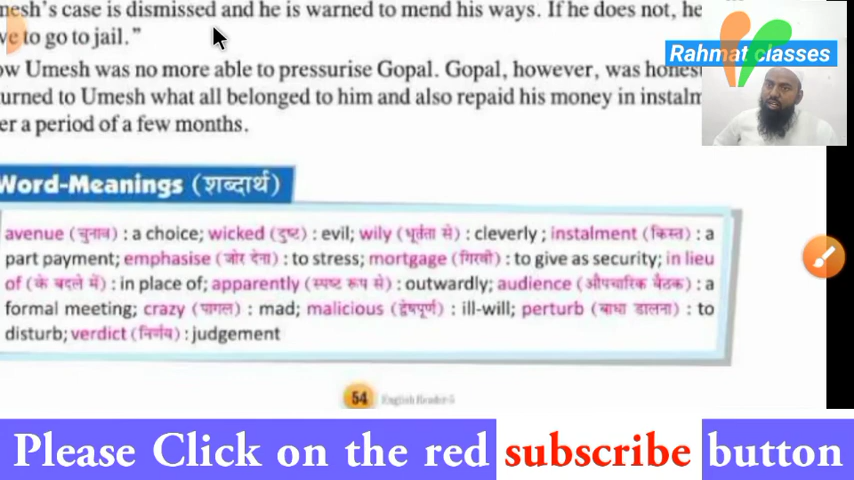 nesh's case is dismissed and he is warned to mend his ways. If he does not, he
ve to go to jail."
Rahmat classes
ow Umesh was no more able to pressurise Gopal. Gopal, however, was hones
urned to Umesh what all belonged to him and also repaid his money in instalm
er a period of a few months.
Word-Meanings (शब्दार्थ)
avenue (चुनाव) : a choice; wicked (दुष्ट) : evil; wily (धूर्तता से) : cleverly ; instalment (किस्त) : a
part payment; emphasise (जोर देना) : to stress; mortgage (गिरवी) : to give as security; in lieu
of (के बदले में) : in place of; apparently (स्पष्ट रूप से) : outwardly; audience (औपचारिक बैठक) : a
formal meeting; crazy (पागल) : mad; malicious (द्वेषपूर्ण) : ill-will; perturb (बाधा डालना) : to
disturb; verdict (निर्णय) : judgement
54 English Reader-5
Please Click on the red subscribe button